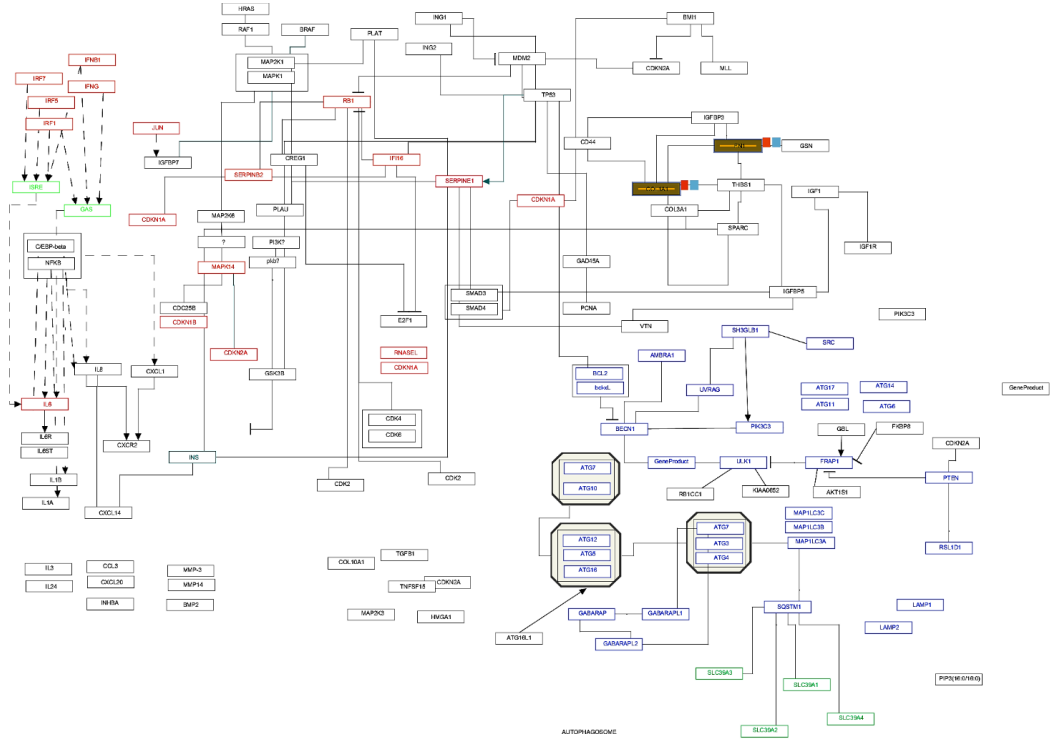 HRAS
RAF1
BRAF
PLAT
ING1
BMI1
ING2
MAP2K1
MAPK1
MDM2
CDKN2A
MLL
IFNB1
IRF7
IFNG
IRF5
IRF1
RB1
TP53
JUN
IGFBP7
CREG1
IFI16
CD44
IGFBP3
FN1
GSN
SERPINB2
SERPINE1
CDKN1A
COL3A1
THBS1
IGF1
ISRE
GAS
CDKN1A
MAP2K6
PLAU
SPARC
IGF1R
C/EBP-beta
NFKB
?
PI3K?
pkb?
MAPK14
GAD45A
SMAD3
SMAD4
IGFBP5
CDC25B
CDKN1B
E2F1
PCNA
VTN
PIK3C3
SH3GLB1
SRC
CDKN2A
RNASEL
CDKN1A
AMBRA1
IL8
CXCL1
GSK3B
BCL2
UVRAG
ATG17
ATG14
GeneProduct
IL6
ATG11
ATG6
CDK4
CDK6
BECN1
PIK3C3
GBL
FKBP8
IL6R
IL6ST
CXCR2
CDKN2A
INS
ATG7
ATG10
GeneProduct
ULK1
FRAP1
PTEN
IL1B
IL1A
CDK2
CDK2
RB1CC1
KIAA0652
AKT1S1
CXCL14
MAP1LC3C
MAP1LC3B
MAP1LC3A
ATG12
ATG5
ATG16
ATG7
ATG3
ATG4
RSL1D1
IL3
IL24
CCL3
CXCL20
INHBA
MMP-3
MMP14
BMP2
COL10A1
TGFB1
TNFSF15
CDKN2A
MAP2K3
HMGA1
GABARAP
GABARAPL1
GABARAPL2
SQSTM1
LAMP1
LAMP2
ATG16L1
SLC39A3
SLC39A1
SLC39A2
SLC39A4
PIP3(16:0/16:0)
AUTOPHAGOSOME